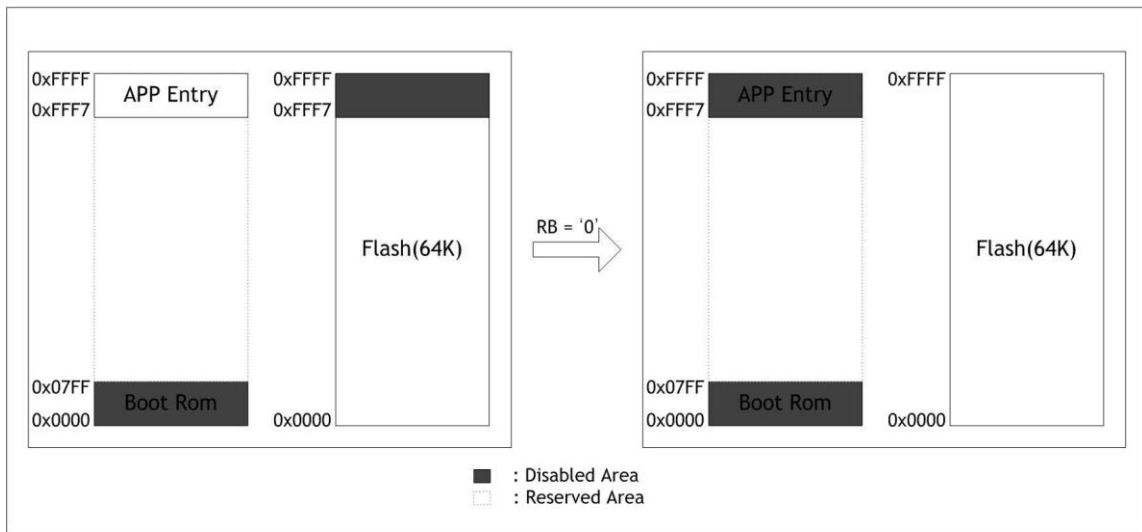 0xFFFF
APP Entry
0xFFF7
0x07FF
Boot Rom
0x0000
0xFFFF
0xFFF7
Flash(64K)
0x0000
RB = ‘0’
0xFFFF
APP Entry
0xFFF7
0x07FF
Boot Rom
0x0000
0xFFFF
Flash(64K)
0x0000
: Disabled Area
: Reserved Area